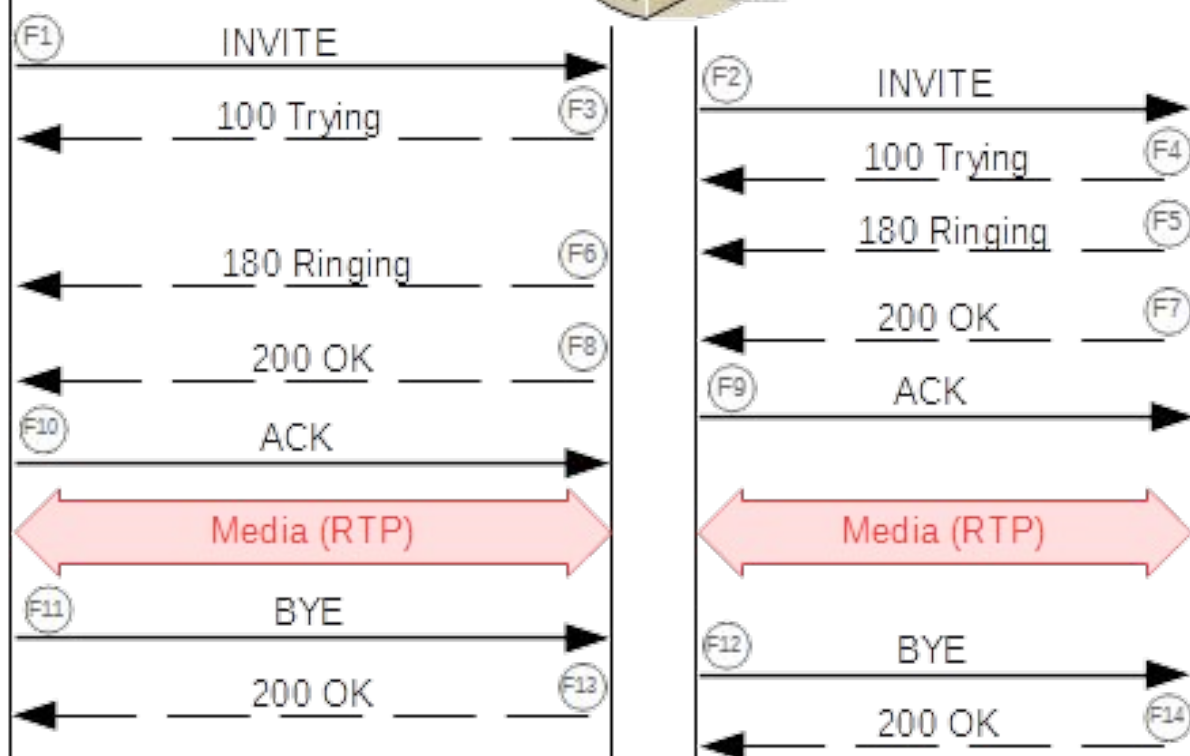 F1 INVITE
F2 INVITE
100 Trying F3
100 Trying F4
180 Ringing F5
180 Ringing F6
200 OK F7
200 OK F8
F9 ACK
F10 ACK
Media (RTP)
Media (RTP)
F11 BYE
F12 BYE
200 OK F13
200 OK F14